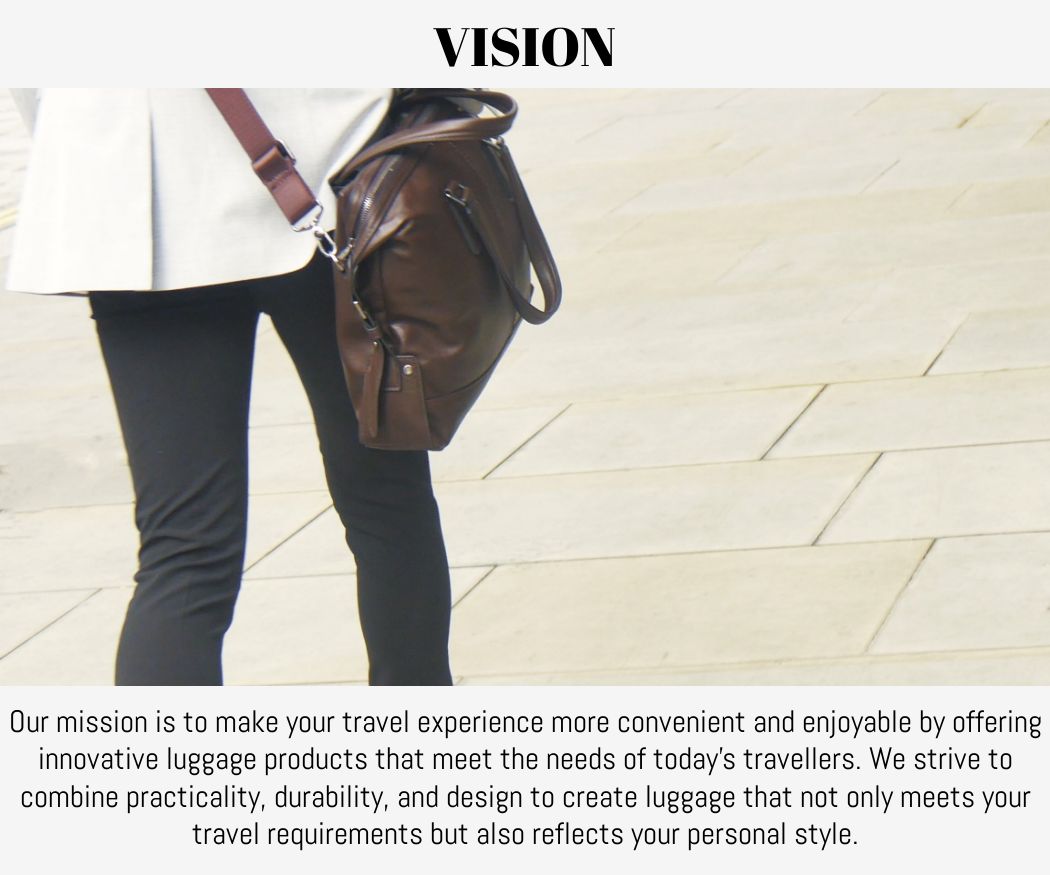 VISION
Our mission is to make your travel experience more convenient and enjoyable by offering
innovative luggage products that meet the needs of today's travellers. We strive to
combine practicality, durability, and design to create luggage that not only meets your
travel requirements but also reflects your personal style.